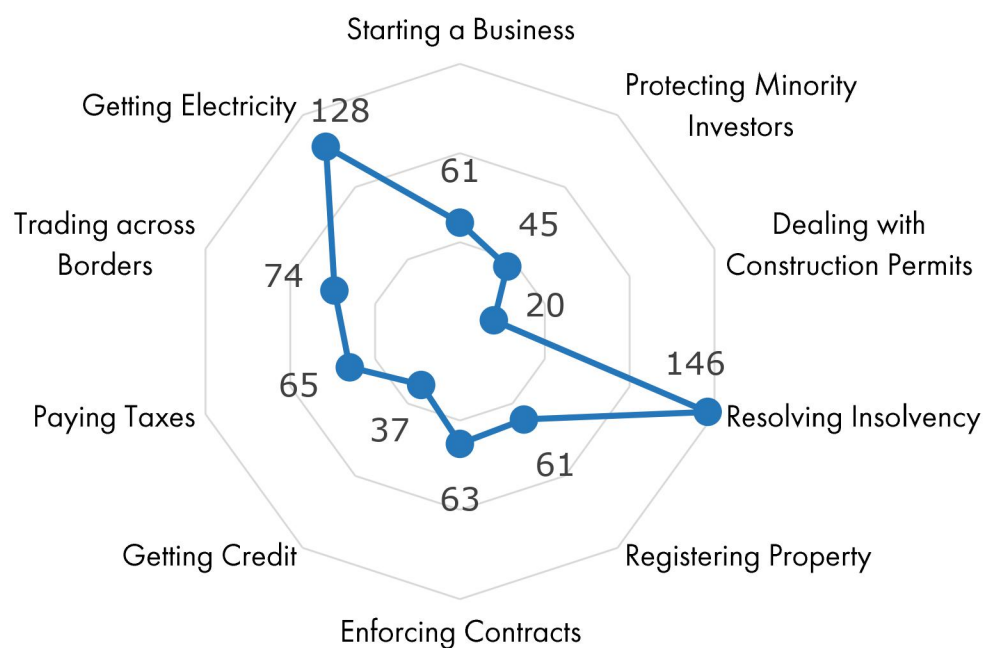 Starting a Business
Protecting Minority
Investors
Getting Electricity
128
61
45
Trading across
Borders
Dealing with
Construction Permits
74
20
146
65
Paying Taxes
Resolving Insolvency
37
61
63
Getting Credit
Registering Property
Enforcing Contracts